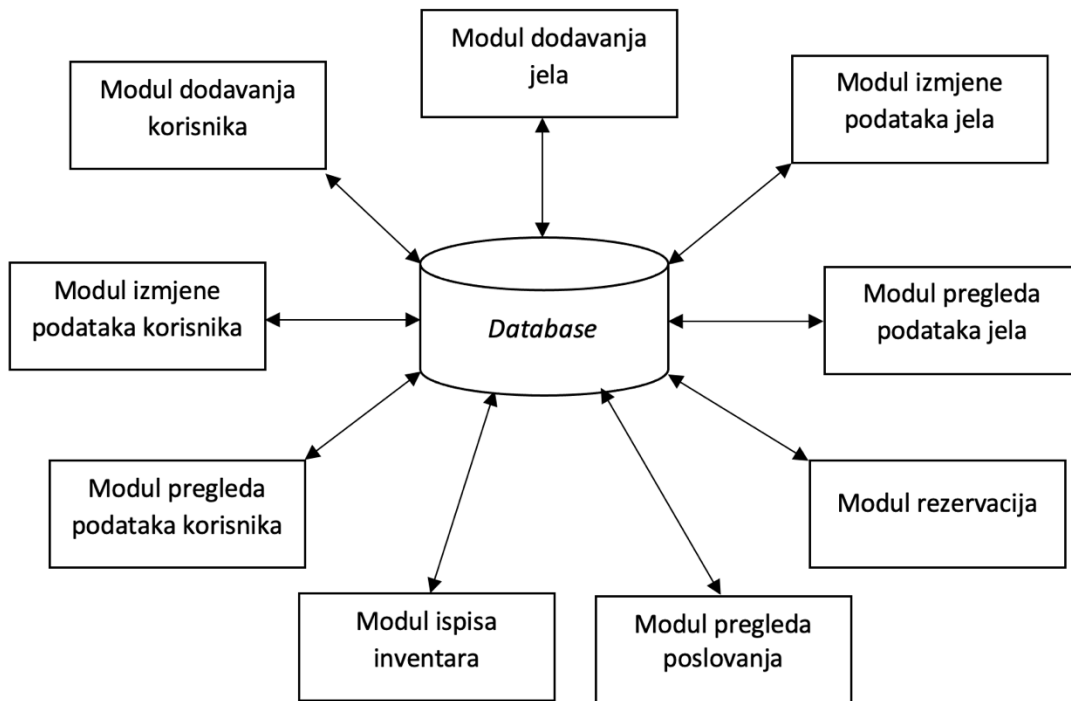 Modul dodavanja
jela
Modul dodavanja
korisnika
Modul izmjene
podataka jela
Modul izmjene
podataka korisnika
Database
Modul pregleda
podataka jela
Modul pregleda
podataka korisnika
Modul rezervacija
Modul ispisa
inventara
Modul pregleda
poslovanja